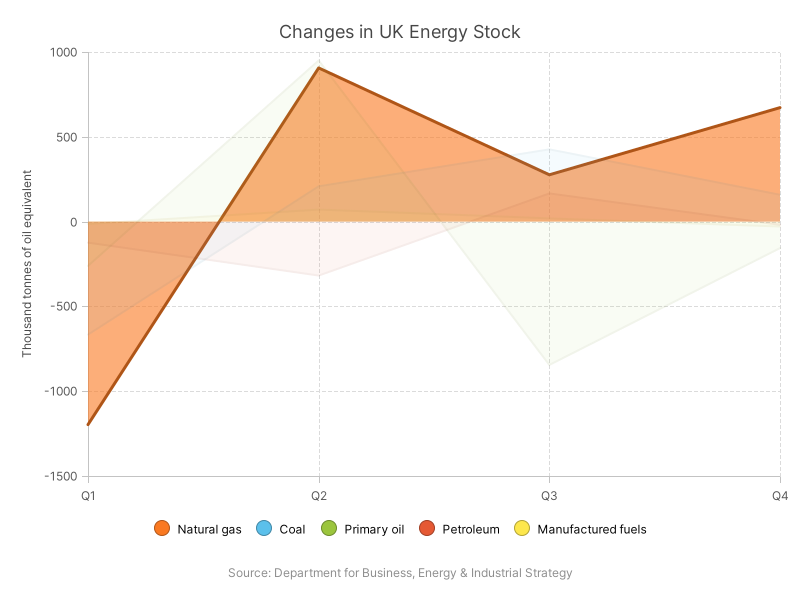 Changes in UK Energy Stock
Thousand tonnes of oil equivalent
1000
500
0
-500
-1000
-1500
Q1 Q2 Q3 Q4
Natural gas Coal Primary oil Petroleum Manufactured fuels
Source: Department for Business, Energy & Industrial Strategy